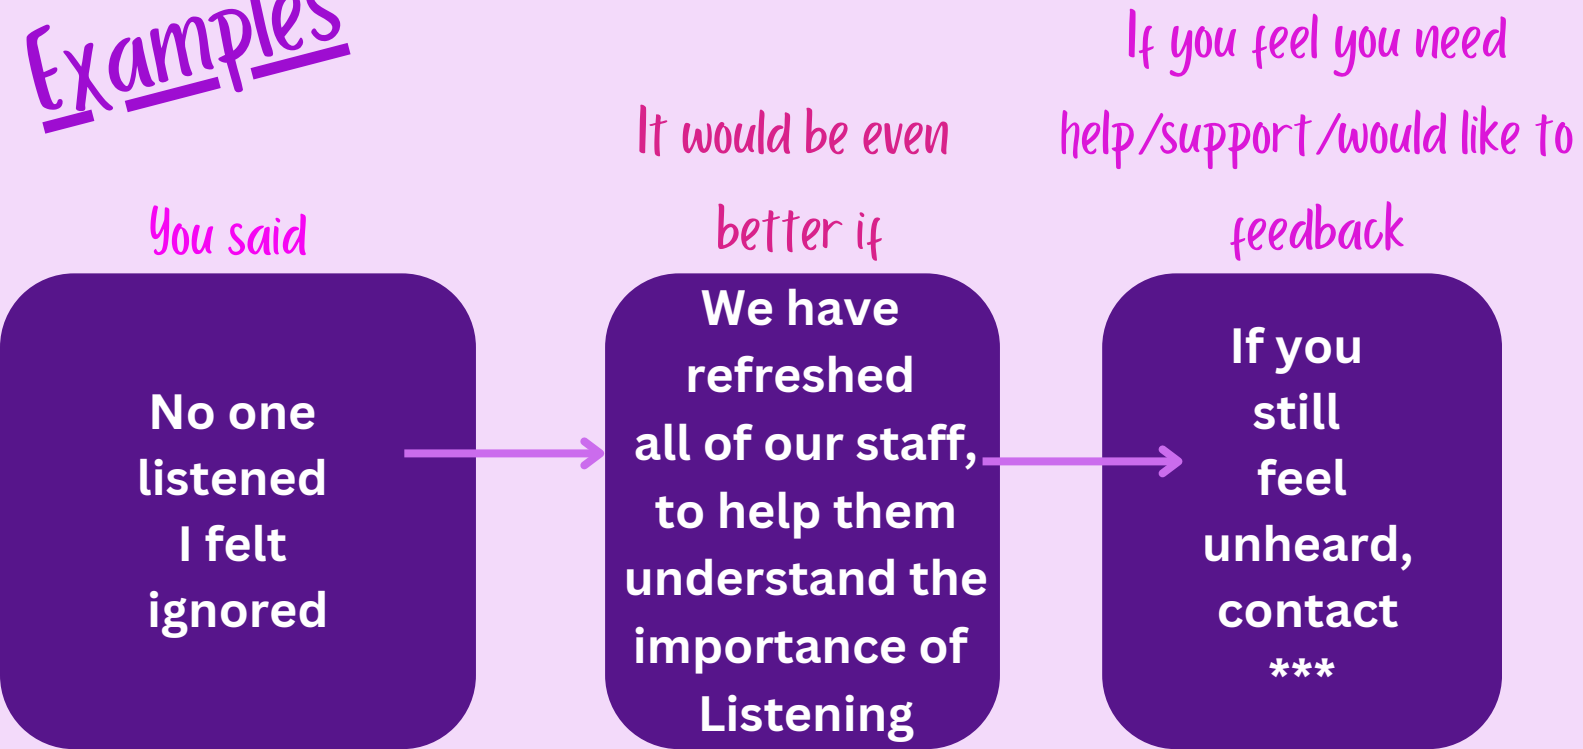 Examples
You said
No one
listened
I felt
ignored
It would be even
better if
We have
refreshed
all of our staff,
to help them
understand the
importance of
Listening
If you feel you need
help/support/would like to
feedback
If you
still
feel
unheard,
contact
***